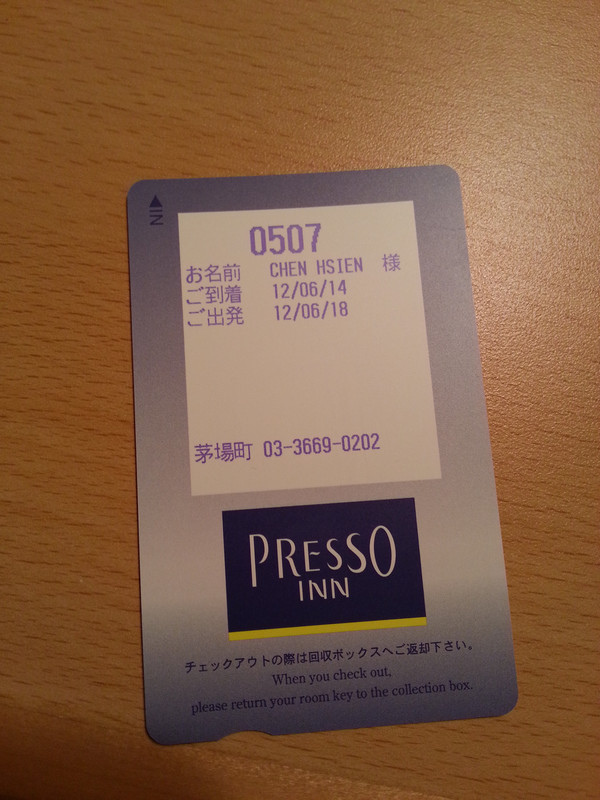 ▲IN
0507
お名前 CHEN HSIEN 様
ご到着 12/06/14
ご出発 12/06/18
茅場町 03-3669-0202
PRESSO
INN
チェックアウトの際は回収ボックスへご返却下さい。
When you check out,
please return your room key to the collection box.